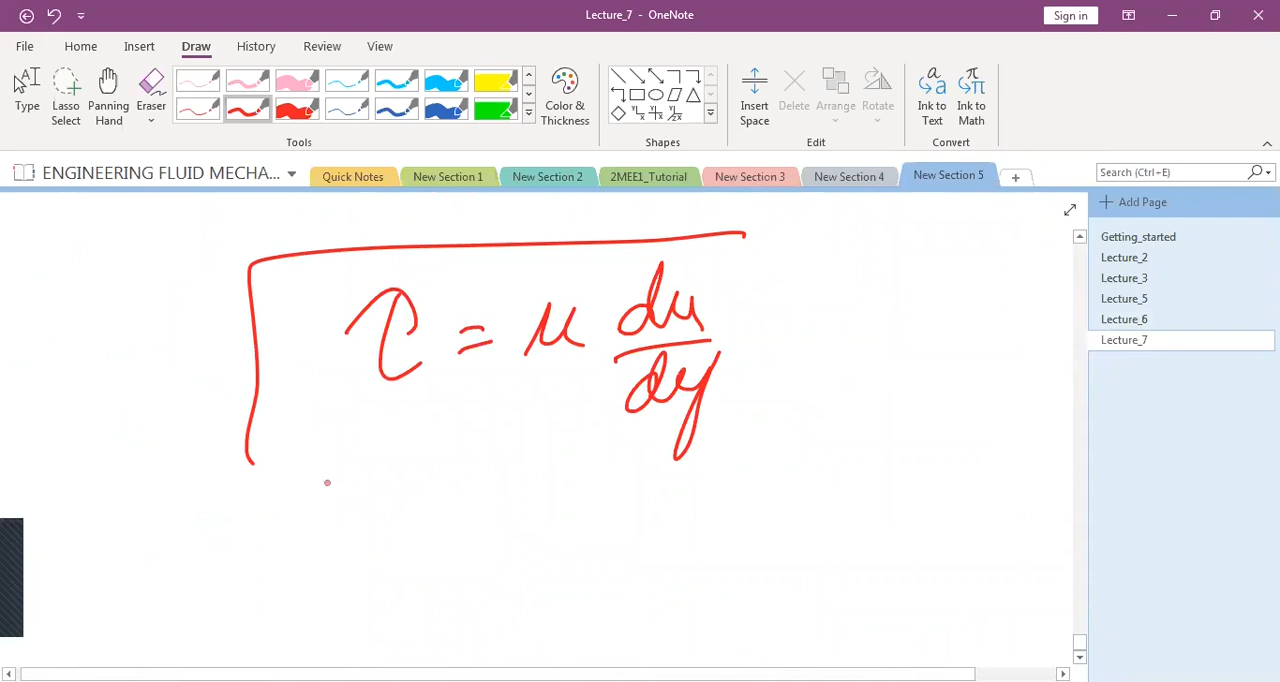 Lecture_7 - OneNote
Sign in
File Home Insert Draw History Review View
Type
Lasso Select
Panning Hand
Eraser
Color & Thickness
Insert Space
Delete
Arrange
Rotate
Ink to Text
Ink to Math
Tools
Shapes
Edit
Convert
ENGINEERING FLUID MECHA...
Quick Notes
New Section 1
New Section 2
2MEE1_Tutorial
New Section 3
New Section 4
New Section 5
Search (Ctrl+E)
Add Page
Getting_started
Lecture_2
Lecture_3
Lecture_5
Lecture_6
Lecture_7
τ = μ du/dy